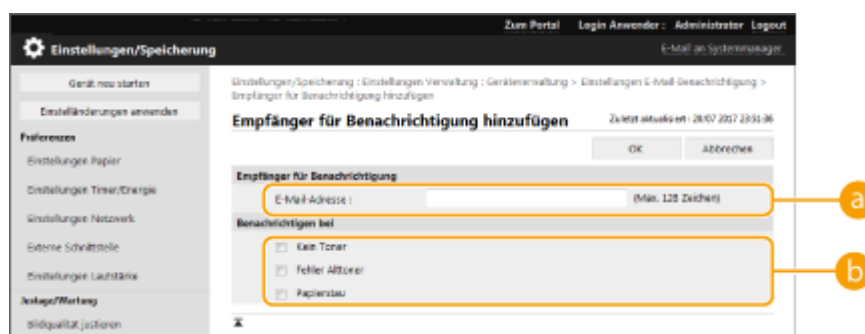 Zum Portal Login Anwender : Administrator Logout
Einstellungen/Speicherung E-Mail an Systemmanager
Gerät neu starten
Einstelländerungen anwenden
Präferenzen
Einstellungen Papier
Einstellungen Timer/Energie
Einstellungen Netzwerk
Externe Schnittstelle
Einstellungen Lautstärke
Justage/Wartung
Bildqualität justieren
Einstellungen/Speicherung : Einstellungen Verwaltung : Geräteverwaltung > Einstellungen E-Mail-Benachrichtigung >
Empfänger für Benachrichtigung hinzufügen
Empfänger für Benachrichtigung hinzufügen
Zuletzt aktualisiert : 28/07 2017 23:51:36
OK Abbrechen
Empfänger für Benachrichtigung
E-Mail-Adresse : (Max. 128 Zeichen)
a
Benachrichtigen bei
Kein Toner
Fehler Alttoner
Papierstau
b